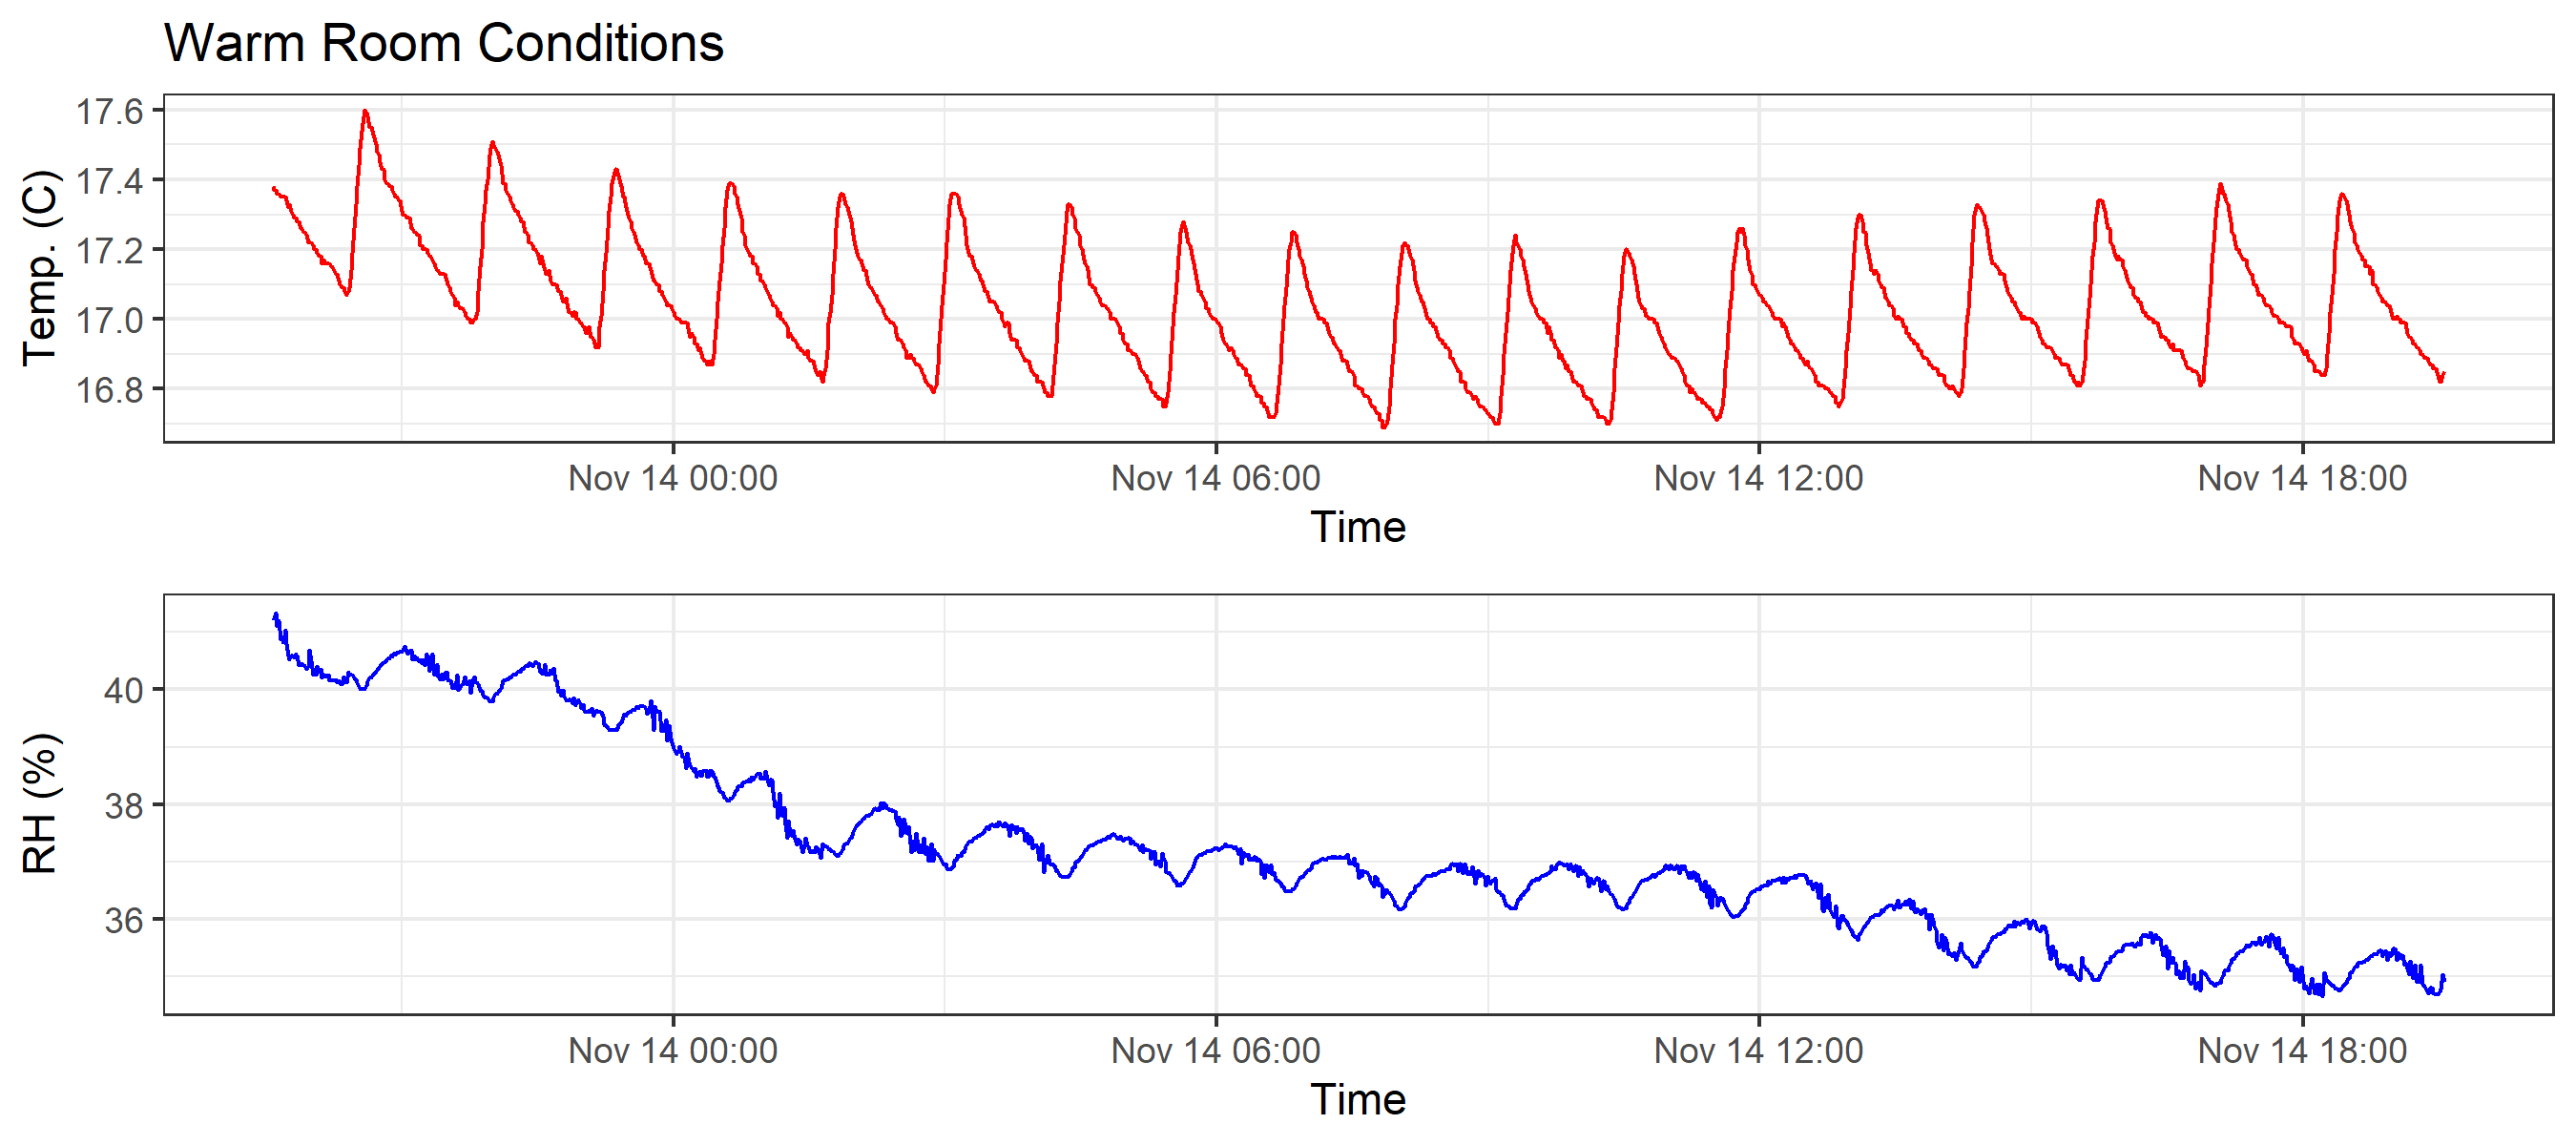 Warm Room Conditions
Temp. (C)
17.6
17.4
17.2
17.0
16.8
Nov 14 00:00 Nov 14 06:00 Nov 14 12:00 Nov 14 18:00
Time
RH (%)
40
38
36
Nov 14 00:00 Nov 14 06:00 Nov 14 12:00 Nov 14 18:00
Time